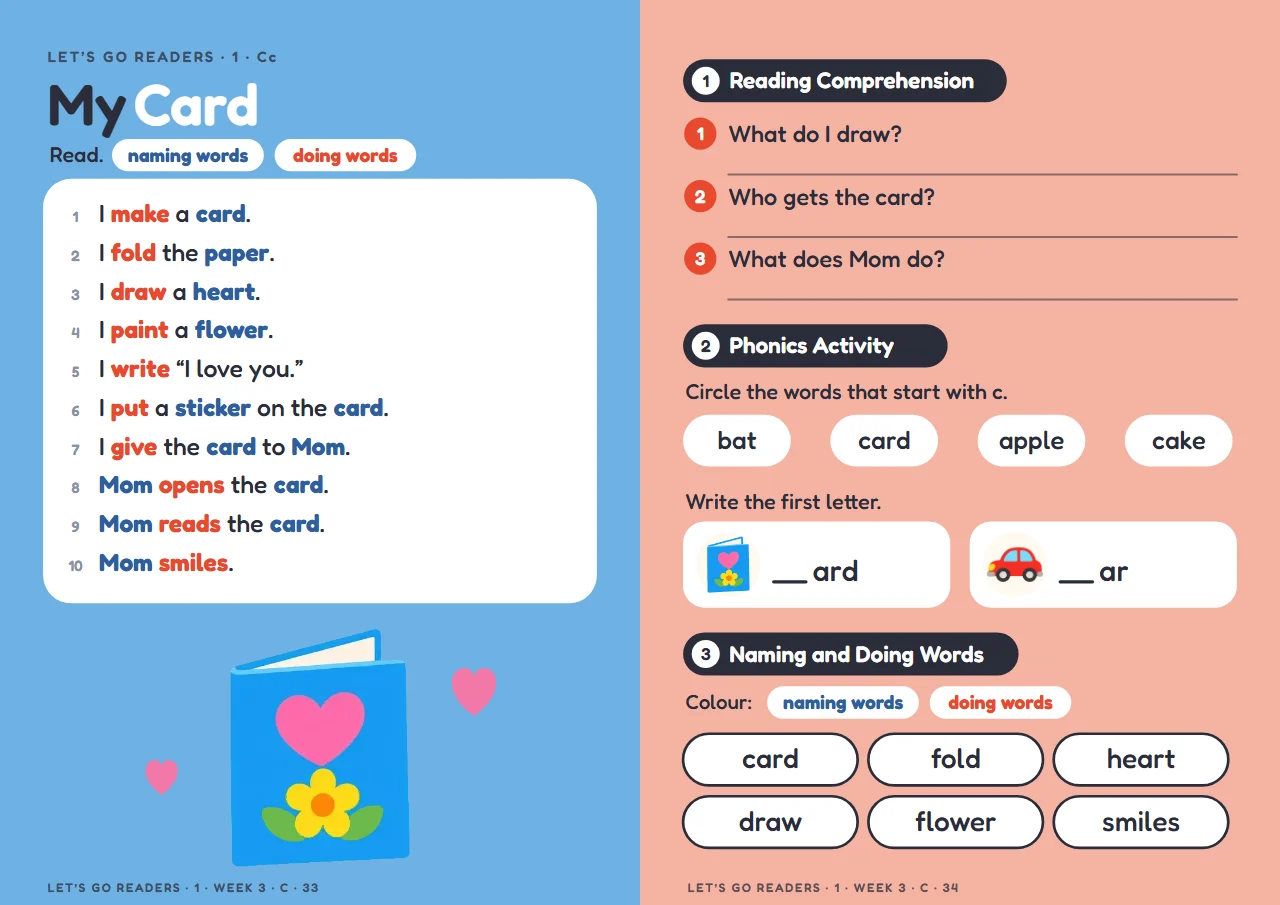 LET'S GO READERS · 1 · Cc
My Card
Read. naming words doing words
1 I make a card.
2 I fold the paper.
3 I draw a heart.
4 I paint a flower.
5 I write “I love you.”
6 I put a sticker on the card.
7 I give the card to Mom.
8 Mom opens the card.
9 Mom reads the card.
10 Mom smiles.
LET'S GO READERS · 1 · WEEK 3 · C · 33
1 Reading Comprehension
1 What do I draw?
2 Who gets the card?
3 What does Mom do?
2 Phonics Activity
Circle the words that start with c.
bat card apple cake
Write the first letter.
__ ard __ ar
3 Naming and Doing Words
Colour: naming words doing words
card fold heart
draw flower smiles
LET'S GO READERS · 1 · WEEK 3 · C · 34